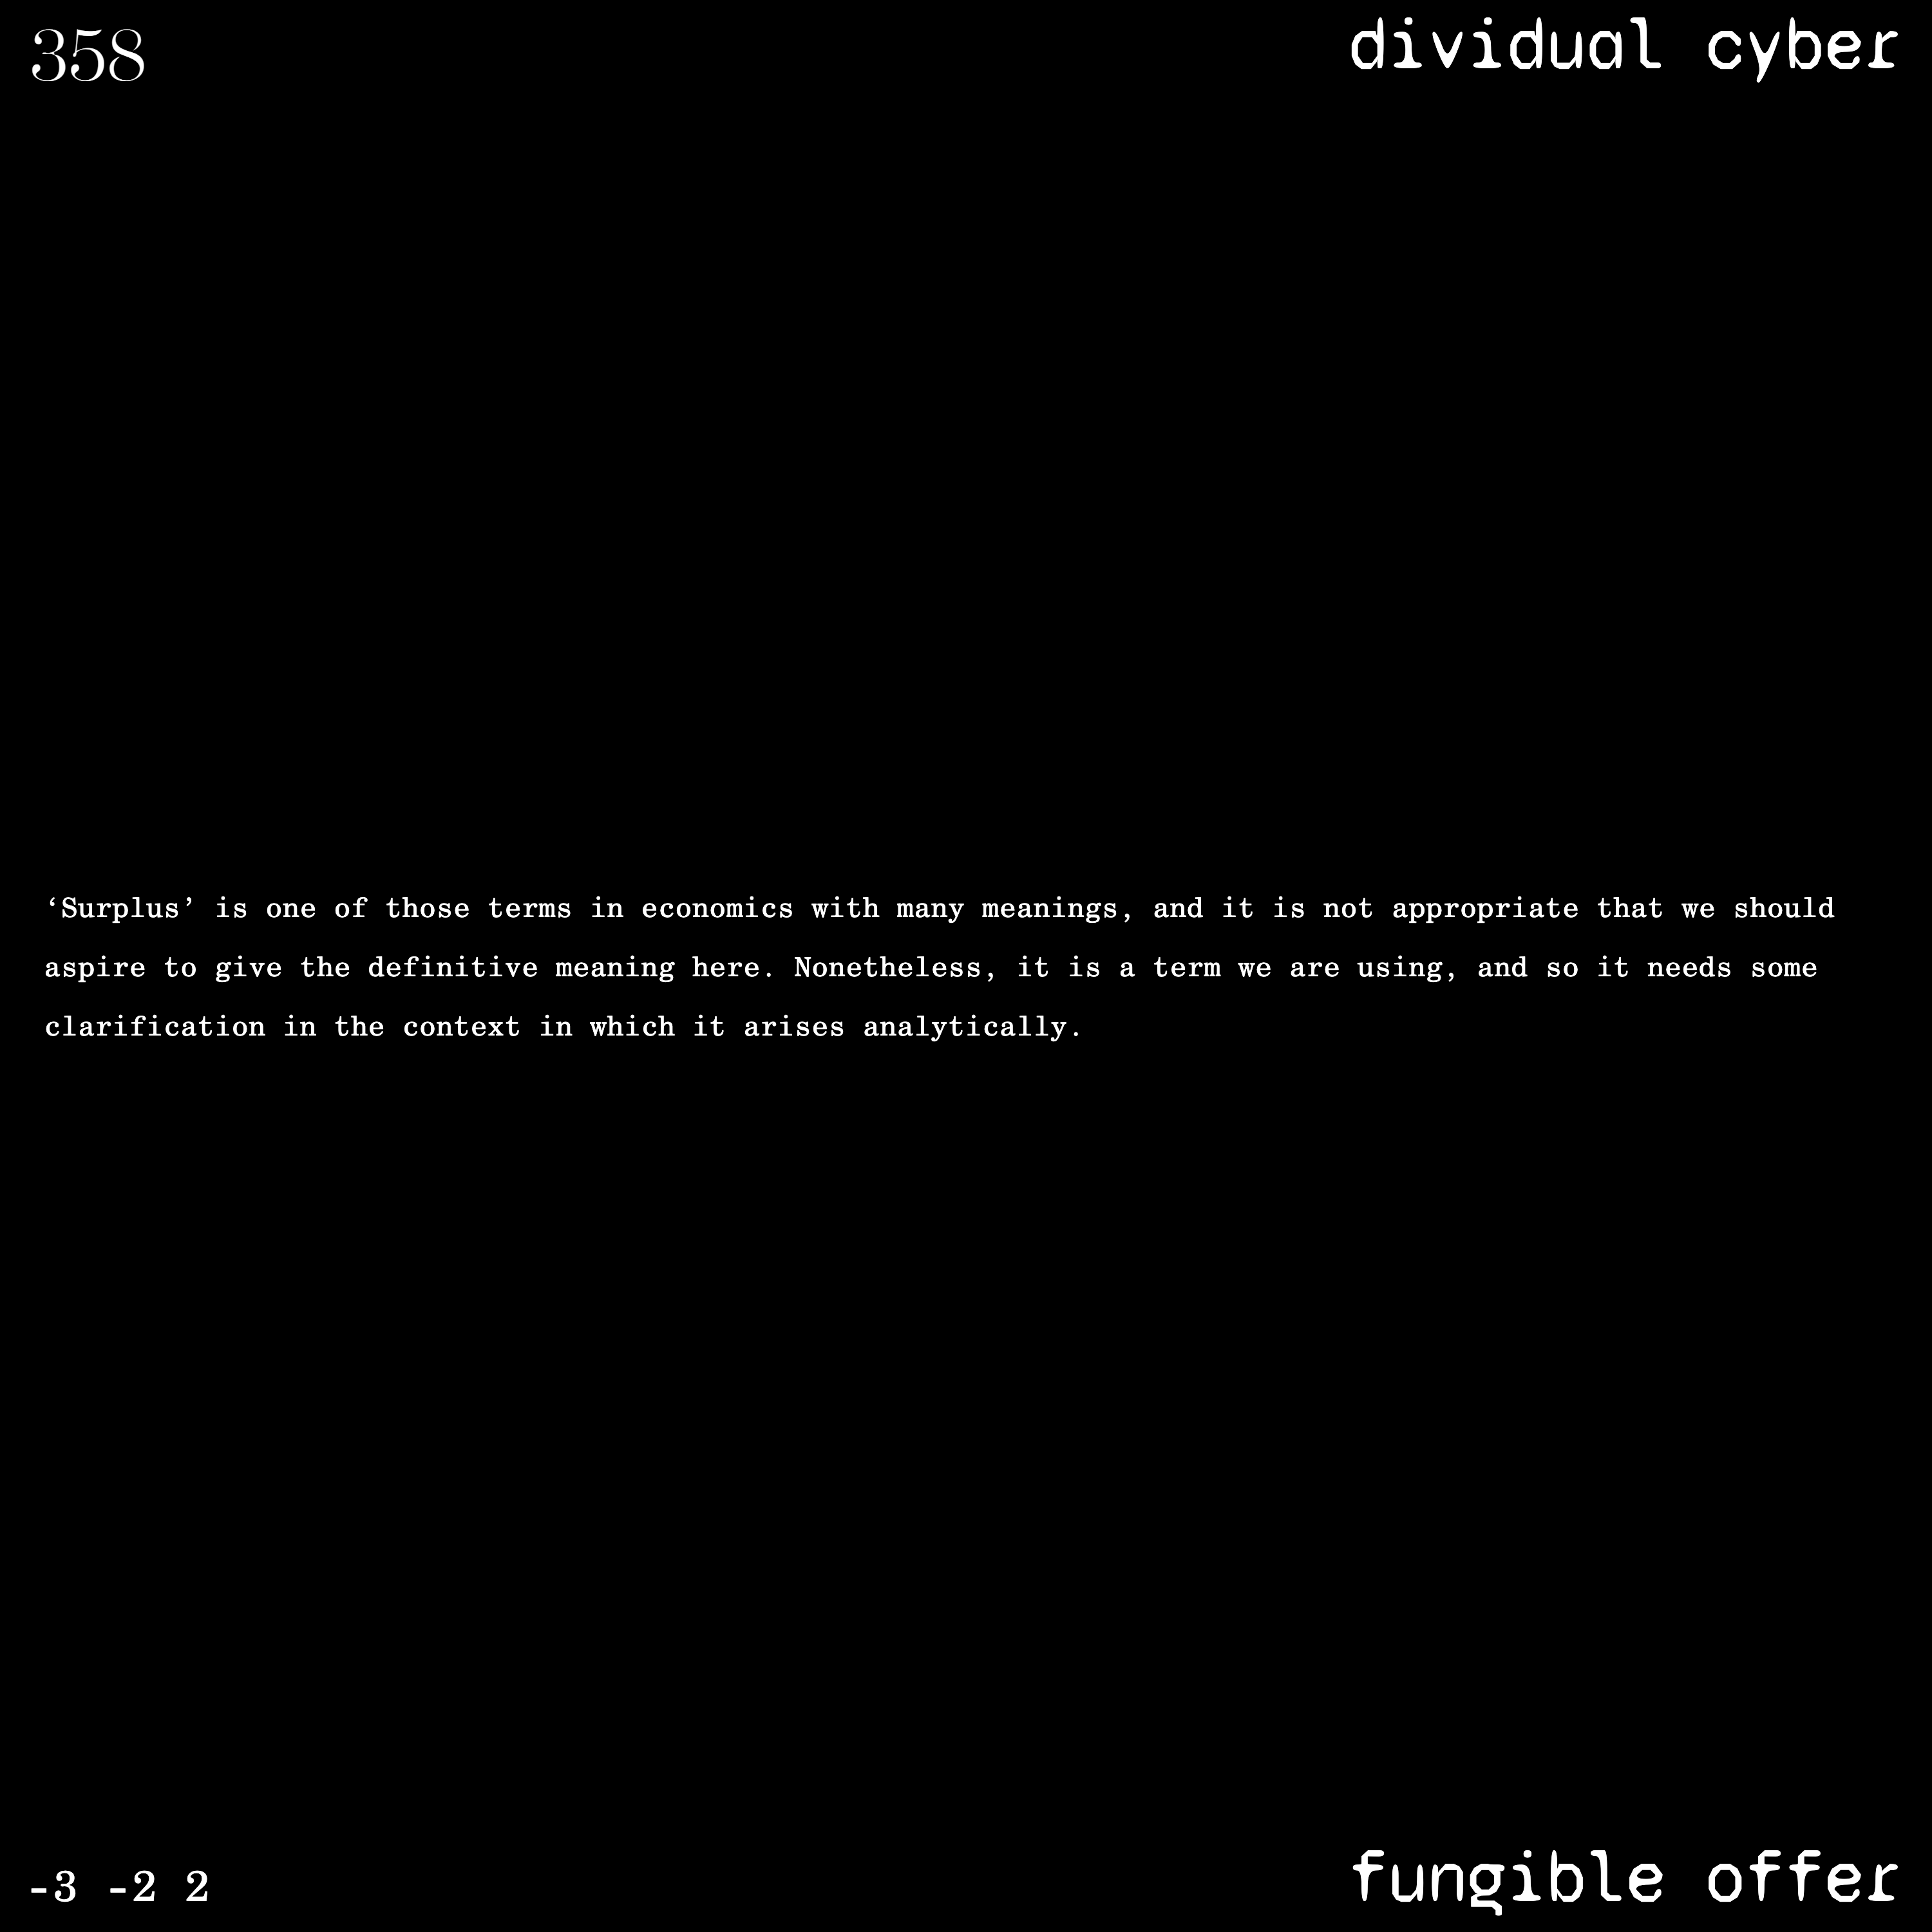 358
dividual cyber
‘Surplus’ is one of those terms in economics with many meanings, and it is not appropriate that we should
aspire to give the definitive meaning here. Nonetheless, it is a term we are using, and so it needs some
clarification in the context in which it arises analytically.
-3 -2 2
fungible offer